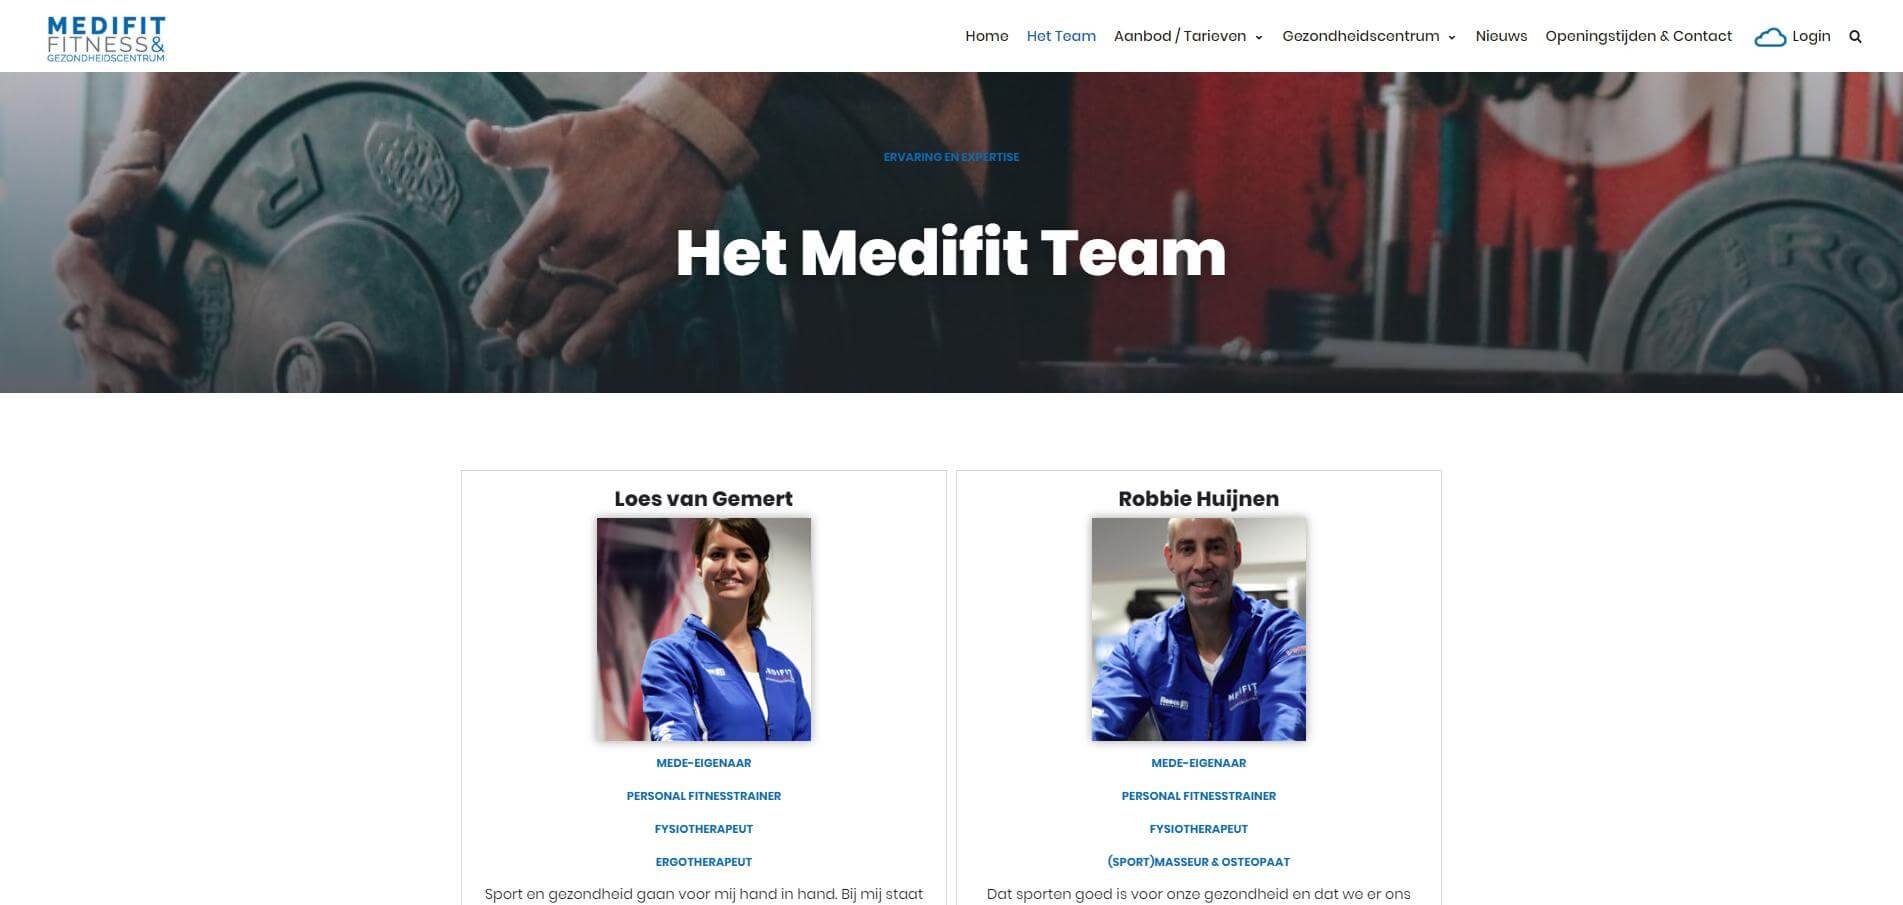 MEDIFIT
FITNESS&
GEZONDHEIDSCENTRUM
Home Het Team Aanbod / Tarieven Gezondheidscentrum Nieuws Openingstijden & Contact Login
ERVARING EN EXPERTISE
Het Medifit Team
Loes van Gemert
MEDIFIT
MEDE-EIGENAAR
PERSONAL FITNESSTRAINER
FYSIOTHERAPEUT
ERGOTHERAPEUT
Sport en gezondheid gaan voor mij hand in hand. Bij mij staat
Robbie Huijnen
MEDIFIT
MEDE-EIGENAAR
PERSONAL FITNESSTRAINER
FYSIOTHERAPEUT
(SPORT)MASSEUR & OSTEOPAAT
Dat sporten goed is voor onze gezondheid en dat we er ons